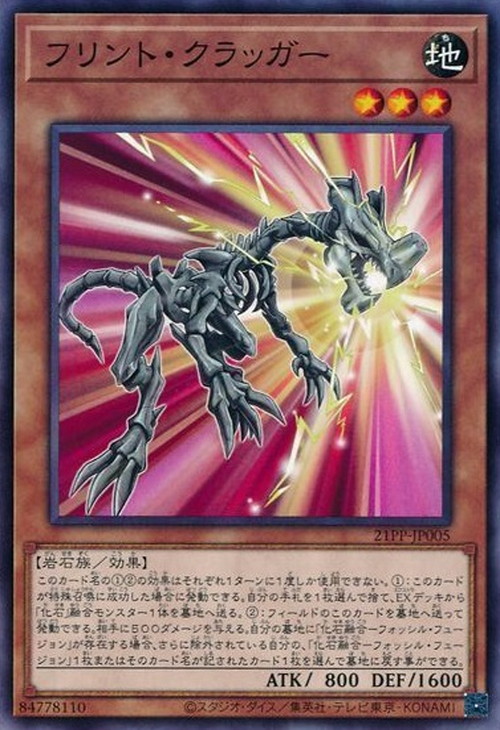 フリント・クラッガー
地
21PP-JP005
【岩石族／効果】
このカード名の①②の効果はそれぞれ１ターンに１度しか使用できない。①：このカード
が特殊召喚に成功した場合に発動できる。自分の手札を１枚選んで捨て、EXデッキから
「化石」融合モンスター１体を墓地へ送る。②：フィールドのこのカードを墓地へ送って
発動できる。相手に５００ダメージを与える。自分の墓地に「化石融合－フォッシル・フュー
ジョン」が存在する場合、さらに除外されている自分の、「化石融合－フォッシル・フュー
ジョン」１枚またはそのカード名が記されたカード１枚を選んで墓地に戻す事ができる。
ATK/ 800 DEF/1600
84778110 ©スタジオ・ダイス／集英社・テレビ東京・KONAMI